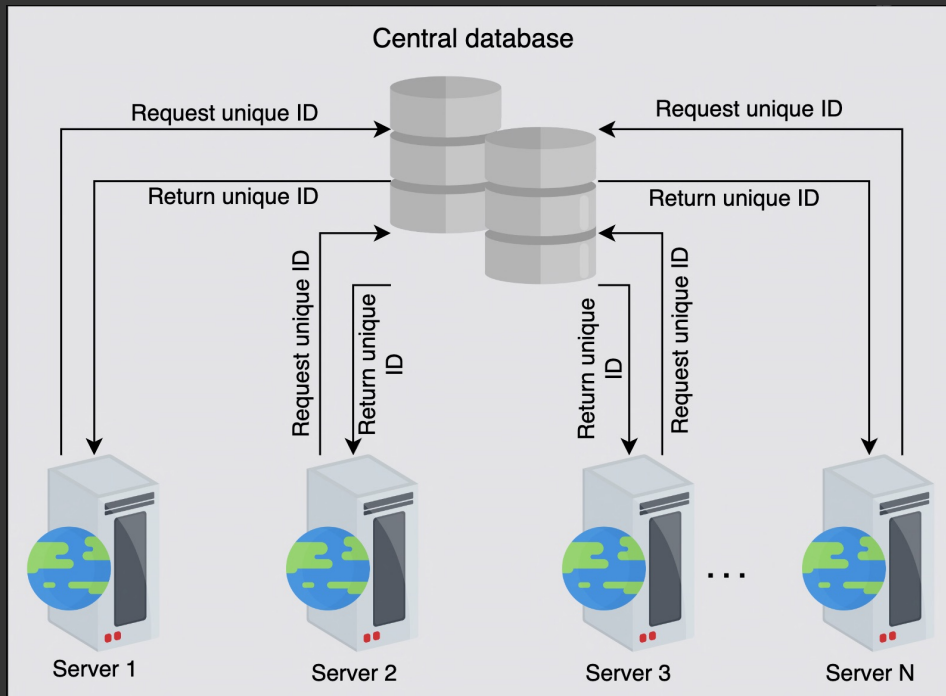 Central database
Request unique ID
Request unique ID
Return unique ID
Return unique ID
Request unique ID
Return unique
ID
Return unique
ID
Request unique ID
...
Server 1
Server 2
Server 3
Server N